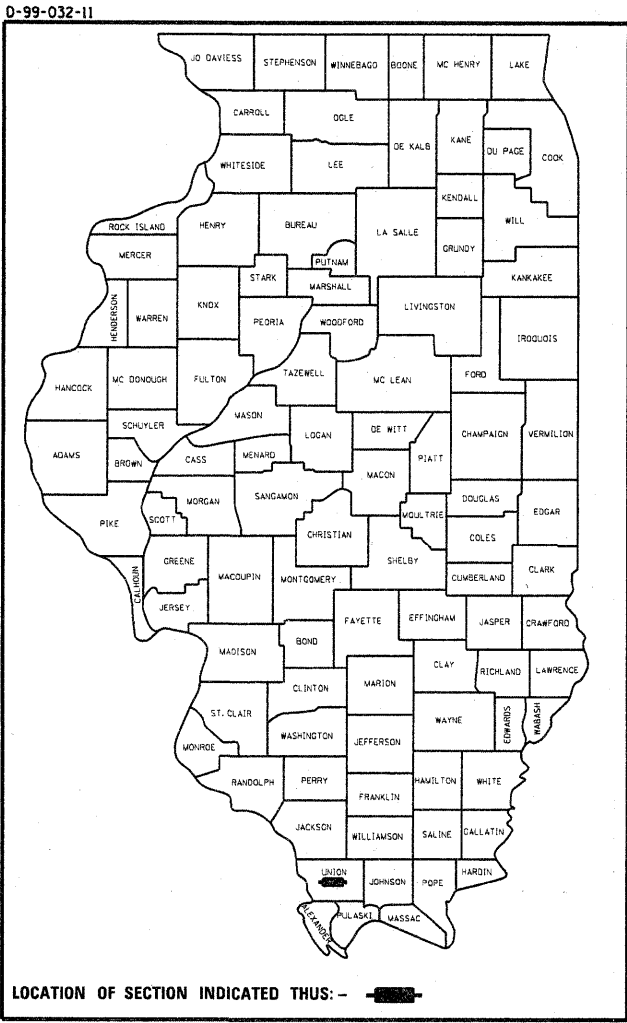 D-99-032-11
JO DAVIESS
STEPHENSON
WINNEBAGO
BOONE
MC HENRY
LAKE
CARROLL
OGLE
DE KALB
KANE
DU PAGE
COOK
WHITESIDE
LEE
KENDALL
WILL
ROCK ISLAND
HENRY
BUREAU
LA SALLE
GRUNDY
MERCER
PUTNAM
STARK
MARSHALL
KANKAKEE
HENDERSON
WARREN
KNOX
PEORIA
WOODFORD
LIVINGSTON
IROQUOIS
HANCOCK
MC DONOUGH
FULTON
TAZEWELL
MC LEAN
FORD
MASON
SCHUYLER
LOGAN
DE WITT
CHAMPAIGN
VERMILION
ADAMS
BROWN
CASS
MENARD
PIATT
MACON
PIKE
SCOTT
MORGAN
SANGAMON
DOUGLAS
EDGAR
MOULTRIE
CHRISTIAN
COLES
SHELBY
GREENE
CALHOUN
MACOUPIN
MONTGOMERY
CUMBERLAND
CLARK
JERSEY
FAYETTE
EFFINGHAM
JASPER
CRAWFORD
MADISON
BOND
CLAY
RICHLAND
LAWRENCE
CLINTON
MARION
ST. CLAIR
WAYNE
EDWARDS
WABASH
MONROE
WASHINGTON
JEFFERSON
RANDOLPH
PERRY
HAMILTON
WHITE
FRANKLIN
JACKSON
WILLIAMSON
SALINE
GALLATIN
UNION
JOHNSON
POPE
HARDIN
ALEXANDER
PULASKI
MASSAC
LOCATION OF SECTION INDICATED THUS: -